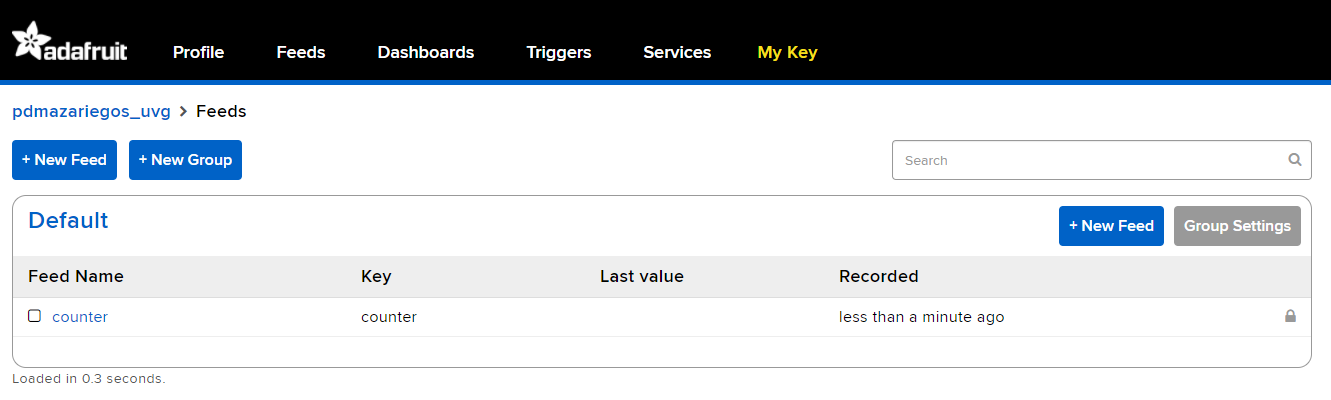 adafruit Profile Feeds Dashboards Triggers Services My Key
pdmazariegos_uvg > Feeds
+ New Feed + New Group Search
Default + New Feed Group Settings
Feed Name Key Last value Recorded
counter counter less than a minute ago
Loaded in 0.3 seconds.